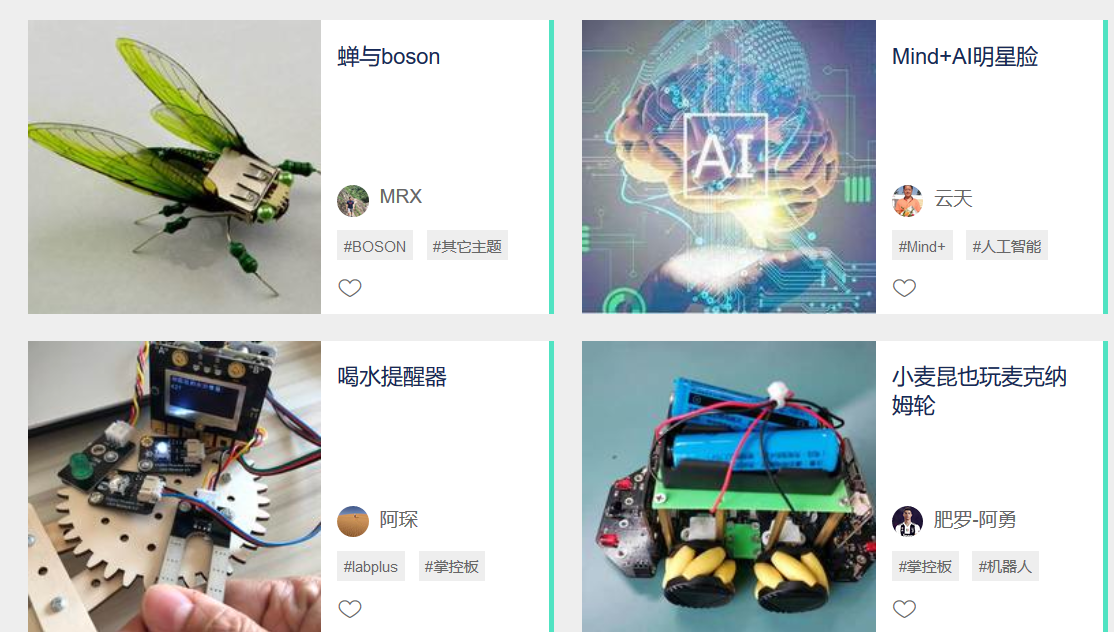 蝉与boson
MRX
#BOSON #其它主题
AI
Mind+AI明星脸
云天
#Mind+ #人工智能
喝水提醒器
阿琛
#labplus #掌控板
小麦昆也玩麦克纳
姆轮
肥罗-阿勇
#掌控板 #机器人